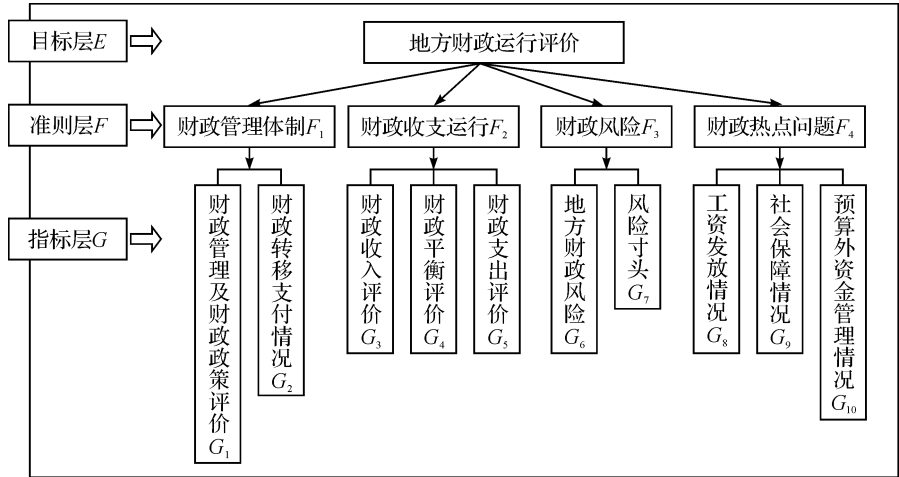 目标层E
地方财政运行评价
准则层F
财政管理体制F₁
财政收支运行F₂
财政风险F₃
财政热点问题F₄
指标层G
财政管理及财政政策评价G₁
财政转移支付情况G₂
财政收入评价G₃
财政平衡评价G₄
财政支出评价G₅
地方财政风险G₆
风险寸头G₇
工资发放情况G₈
社会保障情况G₉
预算外资金管理情况G₁₀